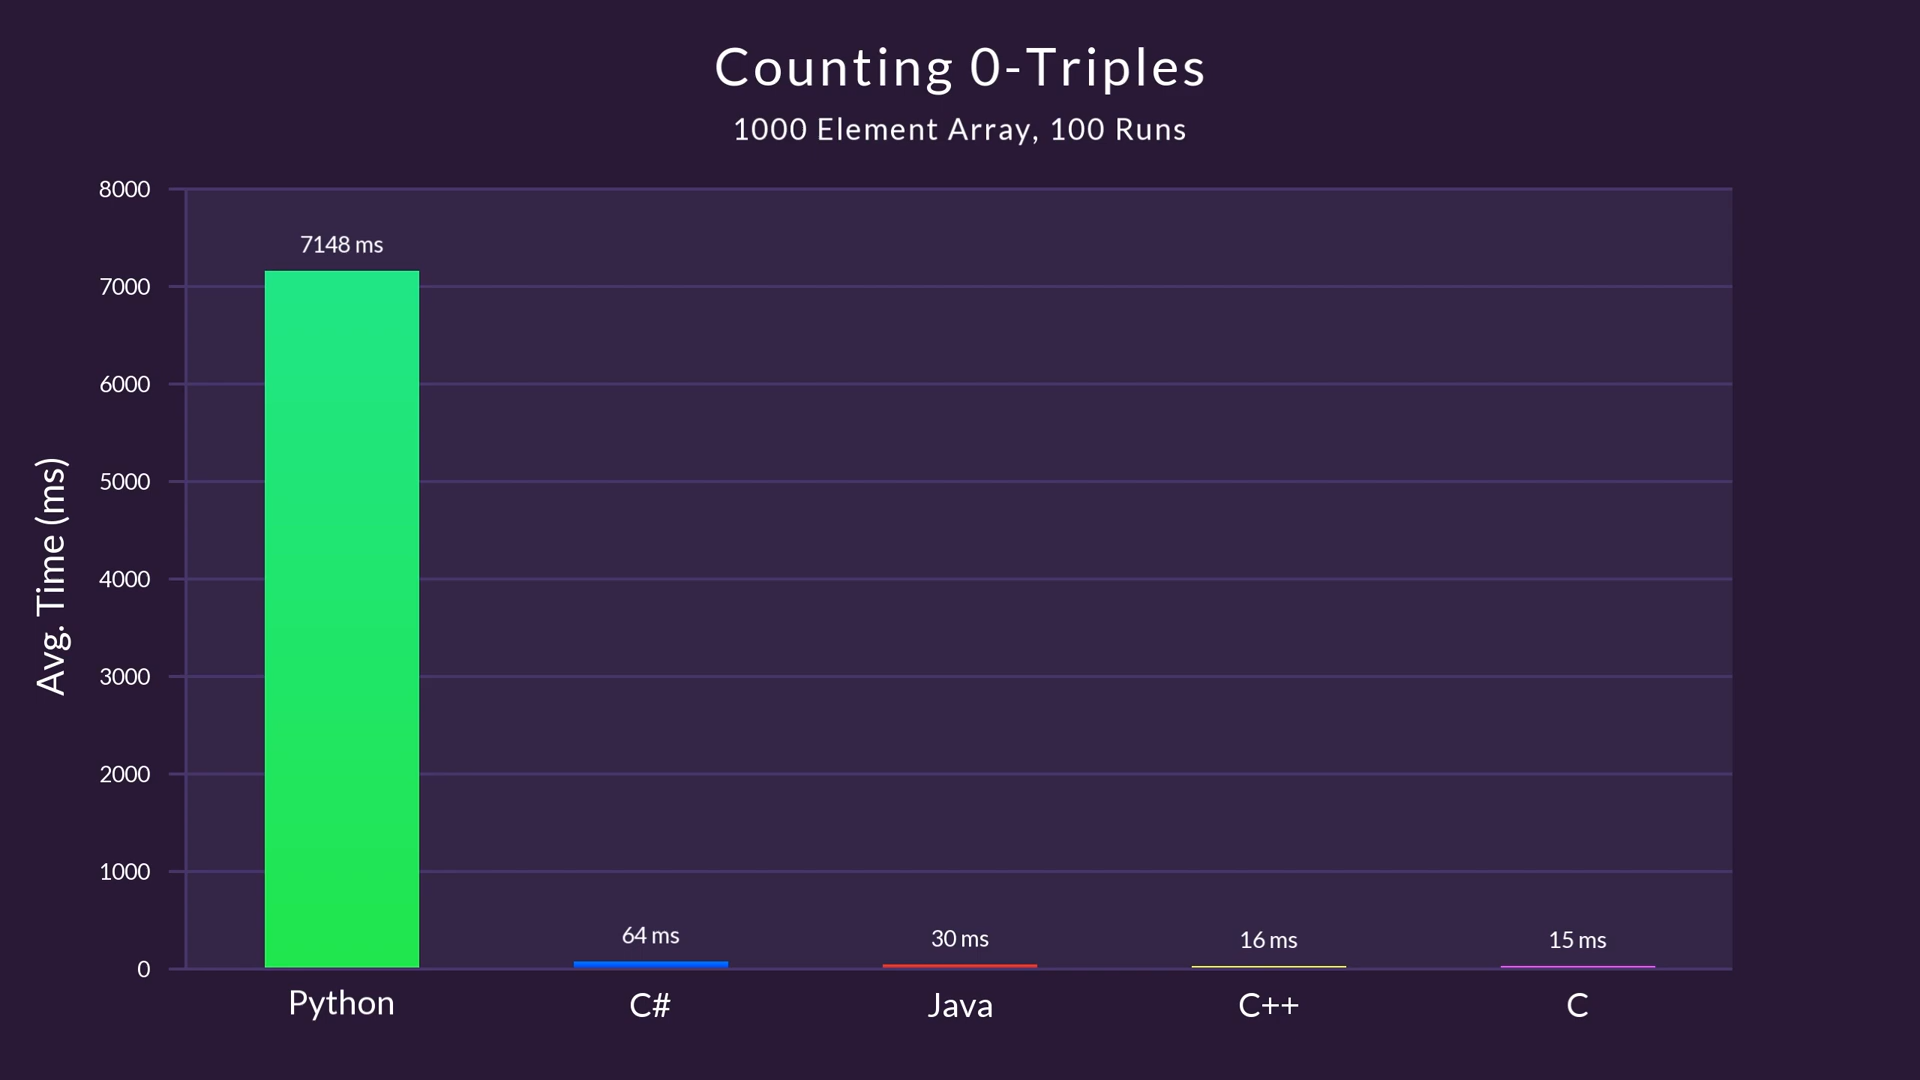 Counting 0-Triples
1000 Element Array, 100 Runs
Avg. Time (ms)
8000
7000
6000
5000
4000
3000
2000
1000
0
7148 ms
64 ms
30 ms
16 ms
15 ms
Python
C#
Java
C++
C